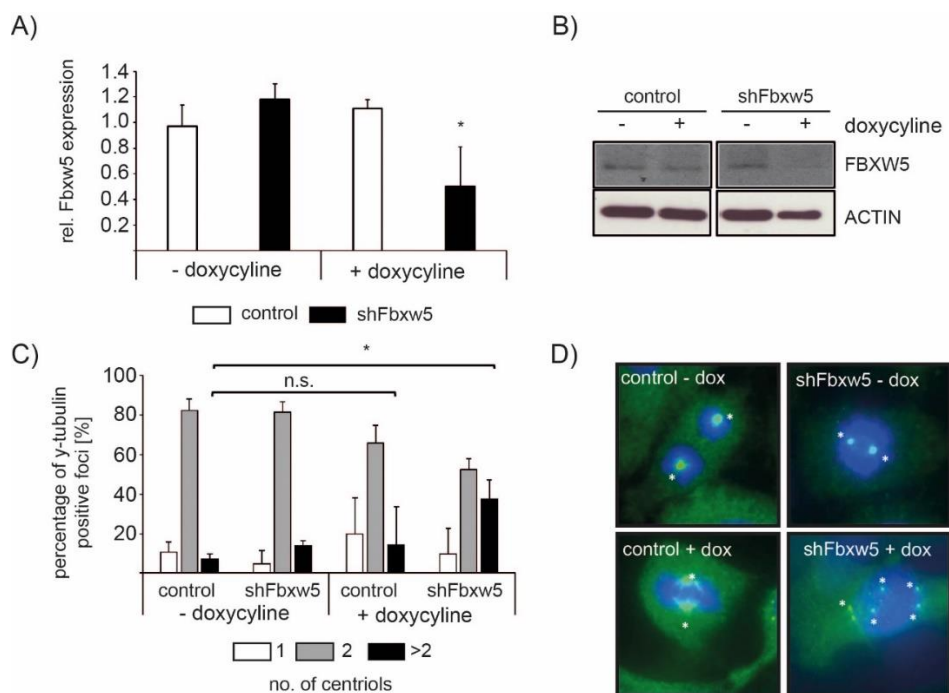 A)
rel. Fbxw5 expression
1.4
1.2
1.0
0.8
0.6
0.4
0.2
*
- doxycyline
+ doxycyline
control
shFbxw5
B)
control
shFbxw5
- + - + doxycyline
FBXW5
ACTIN
C)
percentage of y-tubulin
positive foci [%]
100
80
60
40
20
*
n.s.
control shFbxw5 control shFbxw5
- doxycyline + doxycyline
1 2 >2
no. of centriols
D)
control - dox
* *
shFbxw5 - dox
* *
control + dox
* *
shFbxw5 + dox
* * * * * *